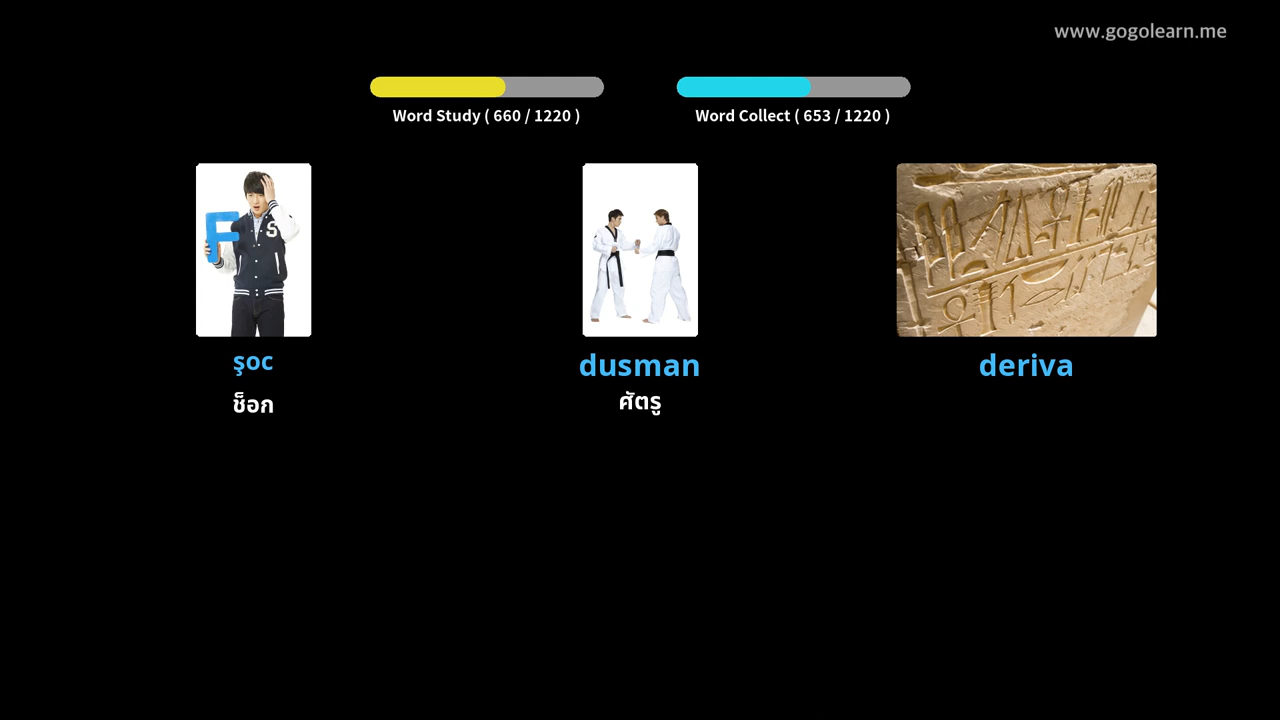 www.gogolearn.me
Word Study ( 660 / 1220 )
Word Collect ( 653 / 1220 )
F
S
şoc
dusman
deriva
ช็อก
ศัตรู